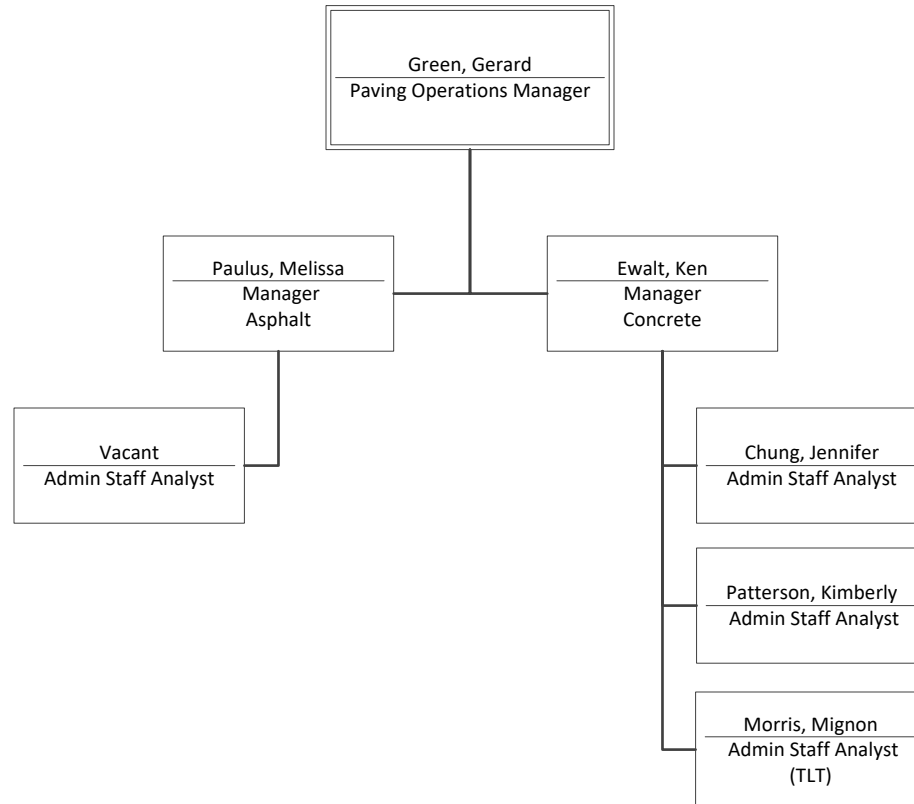 Green, Gerard
Paving Operations Manager
Paulus, Melissa
Manager
Asphalt
Ewalt, Ken
Manager
Concrete
Vacant
Admin Staff Analyst
Chung, Jennifer
Admin Staff Analyst
Patterson, Kimberly
Admin Staff Analyst
Morris, Mignon
Admin Staff Analyst
(TLT)